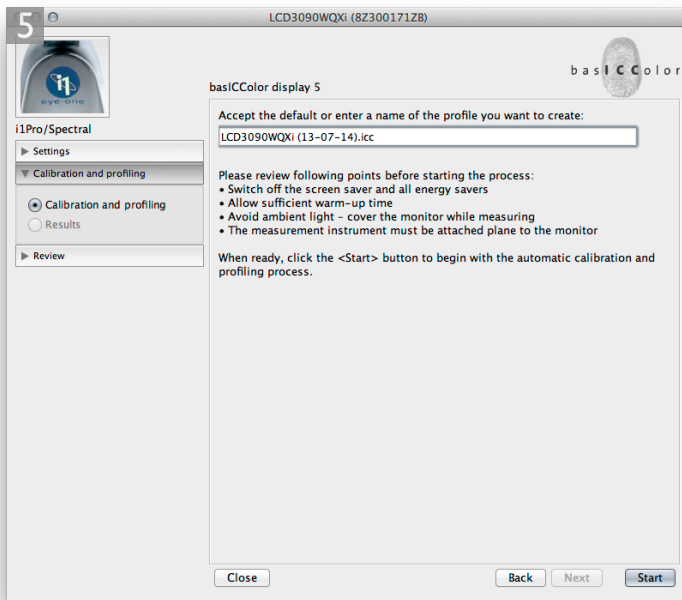 5
LCD3090WQXi (8Z300171ZB)
i1
eye-one
basICColor
basICColor display 5
i1Pro/Spectral
Settings
Calibration and profiling
Calibration and profiling
Results
Review
Accept the default or enter a name of the profile you want to create:
LCD3090WQXi (13-07-14).icc
Please review following points before starting the process:
• Switch off the screen saver and all energy savers
• Allow sufficient warm-up time
• Avoid ambient light – cover the monitor while measuring
• The measurement instrument must be attached plane to the monitor
When ready, click the <Start> button to begin with the automatic calibration and
profiling process.
Close
Back
Next
Start